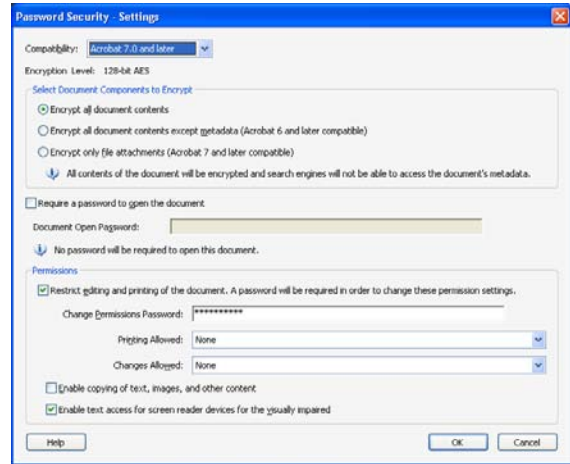 Password Security - Settings
Compatibility: Acrobat 7.0 and later
Encryption Level: 128-bit AES
Select Document Components to Encrypt
Encrypt all document contents
Encrypt all document contents except metadata (Acrobat 6 and later compatible)
Encrypt only file attachments (Acrobat 7 and later compatible)
All contents of the document will be encrypted and search engines will not be able to access the document's metadata.
Require a password to open the document
Document Open Password:
No password will be required to open this document.
Permissions
Restrict editing and printing of the document. A password will be required in order to change these permission settings.
Change Permissions Password: **********
Printing Allowed: None
Changes Allowed: None
Enable copying of text, images, and other content
Enable text access for screen reader devices for the visually impaired
Help OK Cancel